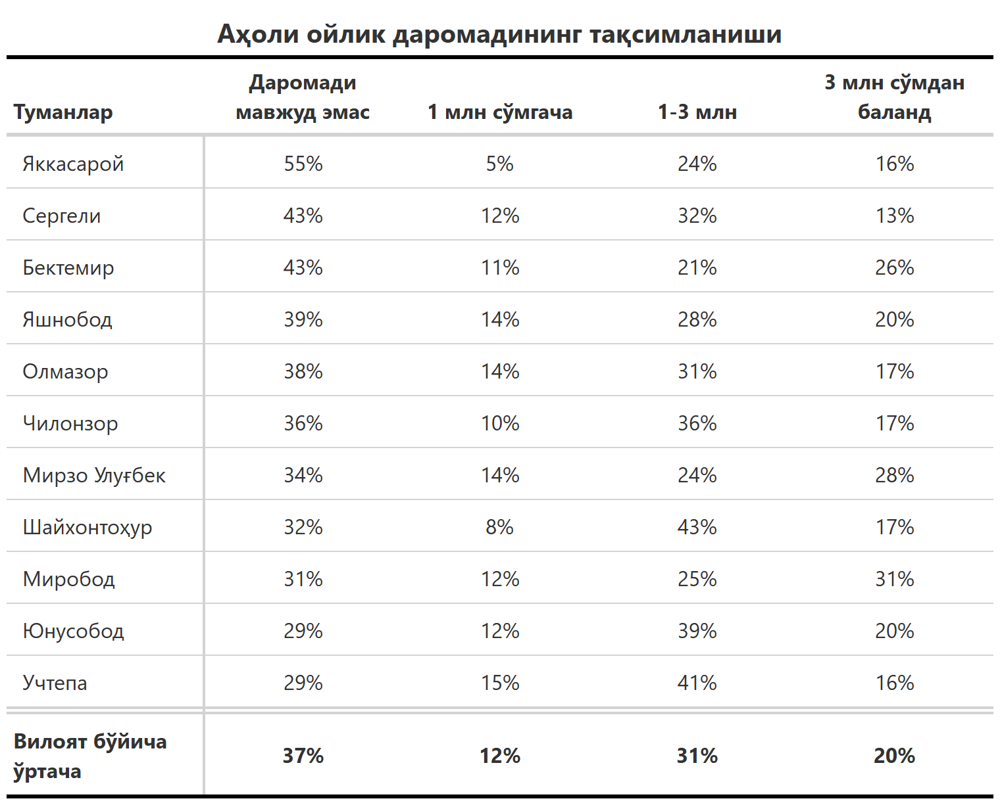 Аҳоли ойлик даромадининг тақсимланиши
Туманлар Даромади мавжуд эмас 1 млн сўмгача 1-3 млн 3 млн сўмдан баланд
Яккасарой 55% 5% 24% 16%
Сергели 43% 12% 32% 13%
Бектемир 43% 11% 21% 26%
Яшнобод 39% 14% 28% 20%
Олмазор 38% 14% 31% 17%
Чилонзор 36% 10% 36% 17%
Мирзо Улуғбек 34% 14% 24% 28%
Шайхонтоҳур 32% 8% 43% 17%
Миробод 31% 12% 25% 31%
Юнусобод 29% 12% 39% 20%
Учтепа 29% 15% 41% 16%
Вилоят бўйича ўртача 37% 12% 31% 20%